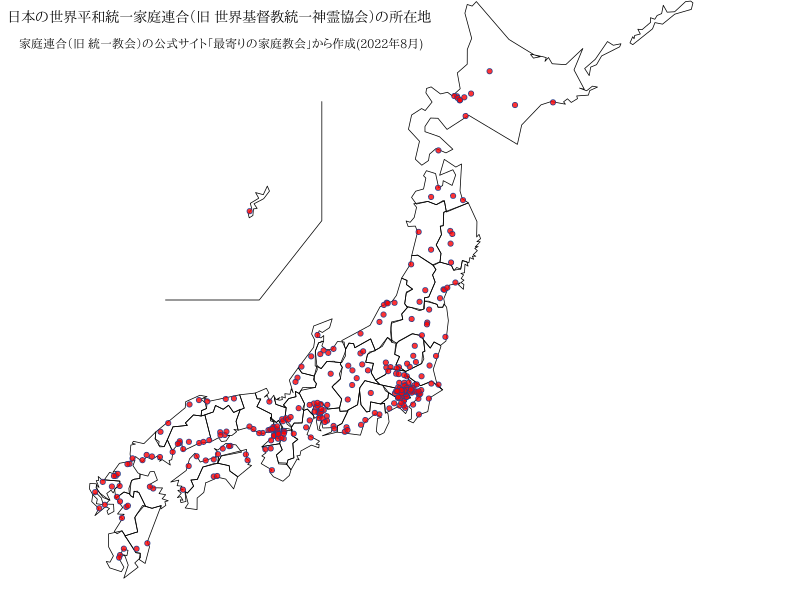 日本の世界平和統一家庭連合（旧 世界基督教統一神霊協会）の所在地
家庭連合（旧 統一教会）の公式サイト「最寄りの家庭教会」から作成(2022年8月)